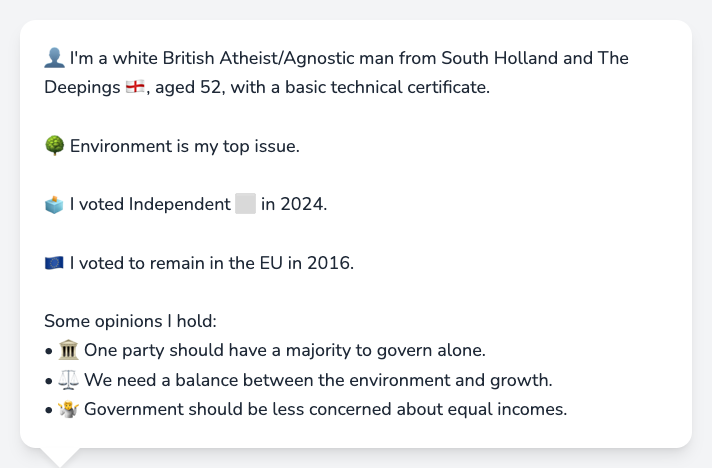 👤 I'm a white British Atheist/Agnostic man from South Holland and The
Deepings 🏴󠁧󠁢󠁥󠁮󠁧󠁿, aged 52, with a basic technical certificate.
🌳 Environment is my top issue.
🗳️ I voted Independent ⬜ in 2024.
🇪🇺 I voted to remain in the EU in 2016.
Some opinions I hold:
• 🏛️ One party should have a majority to govern alone.
• ⚖️ We need a balance between the environment and growth.
• 🤷 Government should be less concerned about equal incomes.